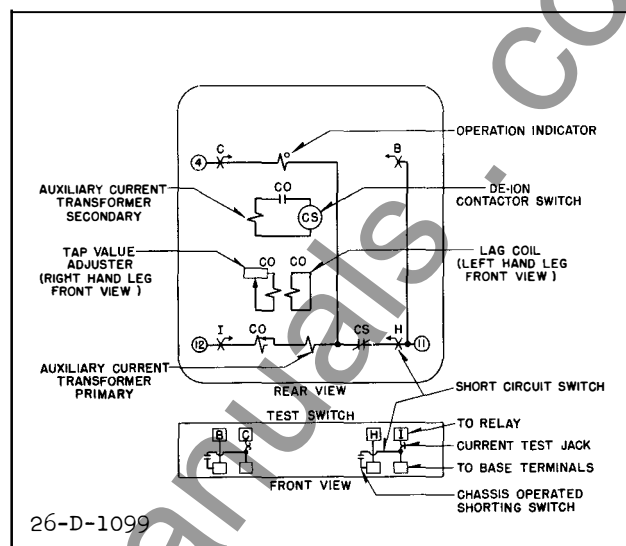 C
B
OPERATION INDICATOR
4
CO
AUXILIARY CURRENT
TRANSFORMER
SECONDARY
CS
DE-ION
CONTACTOR SWITCH
TAP VALUE
ADJUSTER
(RIGHT HAND LEG
FRONT VIEW)
CO
CO
LAG COIL
(LEFT HAND LEG
FRONT VIEW)
I
CO
CS
H
12
11
AUXILIARY CURRENT
TRANSFORMER
PRIMARY
REAR VIEW
SHORT CIRCUIT SWITCH
TEST SWITCH
B
C
H
I
TO RELAY
CURRENT TEST JACK
TO BASE TERMINALS
FRONT VIEW
CHASSIS OPERATED
SHORTING SWITCH
26-D-1099
anuals.co